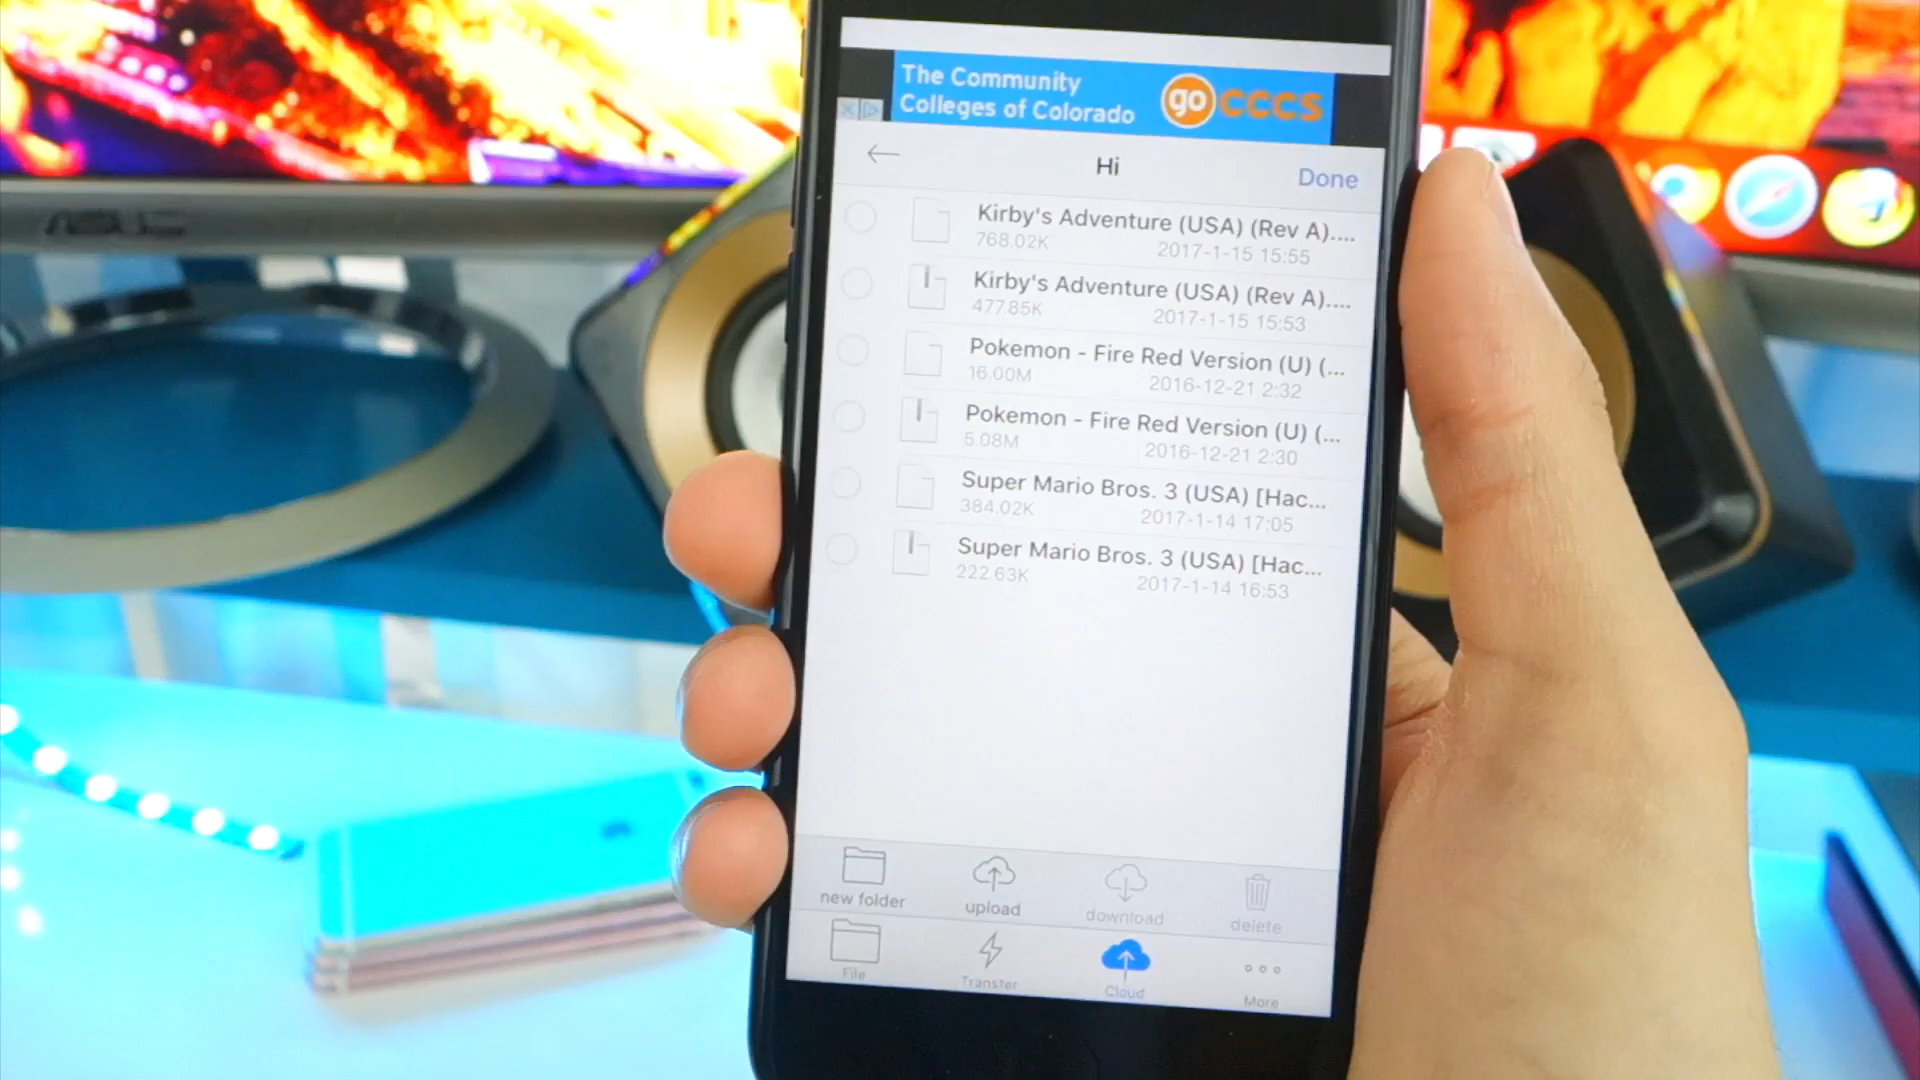 ASUS
The Community
Colleges of Colorado
go cccs
Hi
Done
Kirby's Adventure (USA) (Rev A)....
768.02K 2017-1-15 15:55
Kirby's Adventure (USA) (Rev A)....
477.85K 2017-1-15 15:53
Pokemon - Fire Red Version (U) (...
16.00M 2016-12-21 2:32
Pokemon - Fire Red Version (U) (...
5.08M 2016-12-21 2:30
Super Mario Bros. 3 (USA) [Hac...
384.02K 2017-1-14 17:05
Super Mario Bros. 3 (USA) [Hac...
222.63K 2017-1-14 16:53
new folder upload download delete
File Transfer Cloud More